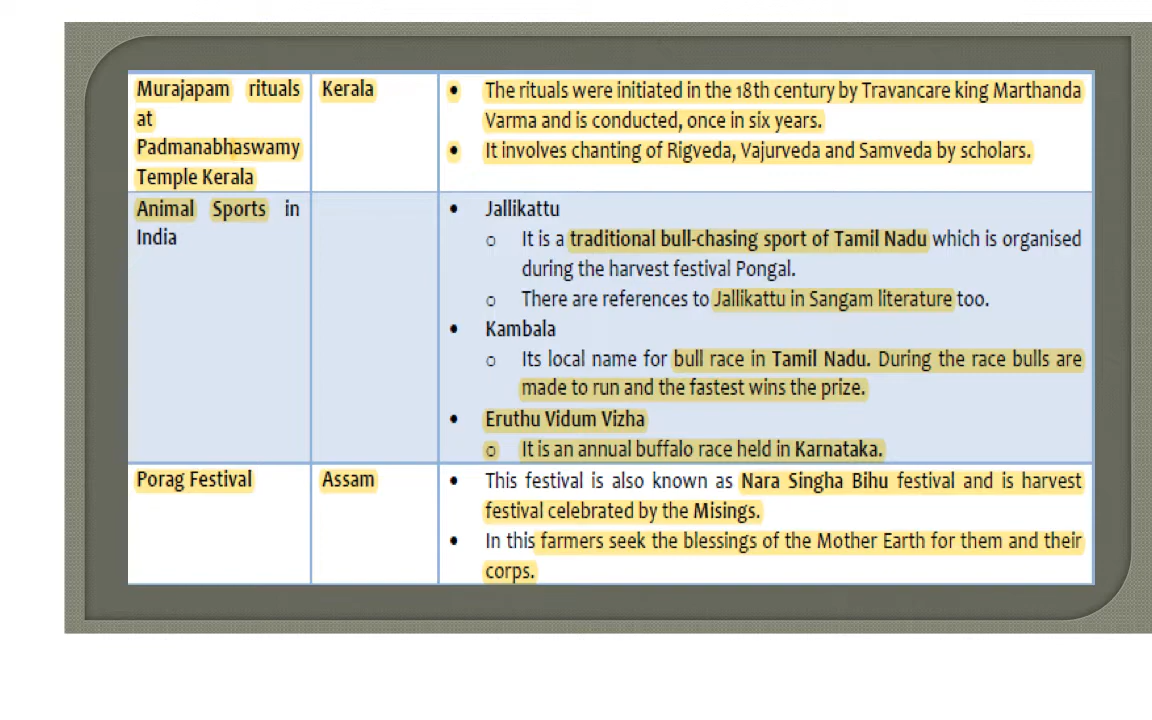 Murajapam rituals
at
Padmanabhaswamy
Temple Kerala
Kerala
• The rituals were initiated in the 18th century by Travancare king Marthanda
Varma and is conducted, once in six years.
• It involves chanting of Rigveda, Vajurveda and Samveda by scholars.
Animal Sports in
India
• Jallikattu
o It is a traditional bull-chasing sport of Tamil Nadu which is organised
during the harvest festival Pongal.
o There are references to Jallikattu in Sangam literature too.
• Kambala
o Its local name for bull race in Tamil Nadu. During the race bulls are
made to run and the fastest wins the prize.
• Eruthu Vidum Vizha
o It is an annual buffalo race held in Karnataka.
Porag Festival
Assam
• This festival is also known as Nara Singha Bihu festival and is harvest
festival celebrated by the Misings.
• In this farmers seek the blessings of the Mother Earth for them and their
corps.